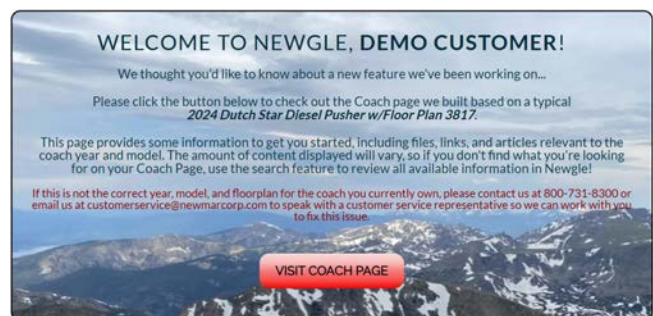 WELCOME TO NEWGLE, DEMO CUSTOMER!
We thought you'd like to know about a new feature we've been working on...
Please click the button below to check out the Coach page we built based on a typical
2024 Dutch Star Diesel Pusher w/Floor Plan 3817.
This page provides some information to get you started, including files, links, and articles relevant to the
coach year and model. The amount of content displayed will vary, so if you don't find what you're looking
for on your Coach Page, use the search feature to review all available information in Newgle!
If this is not the correct year, model, and floorplan for the coach you currently own, please contact us at 800-731-8300 or
email us at customerservice@newmarcorp.com to speak with a customer service representative so we can work with you
to fix this issue.
VISIT COACH PAGE